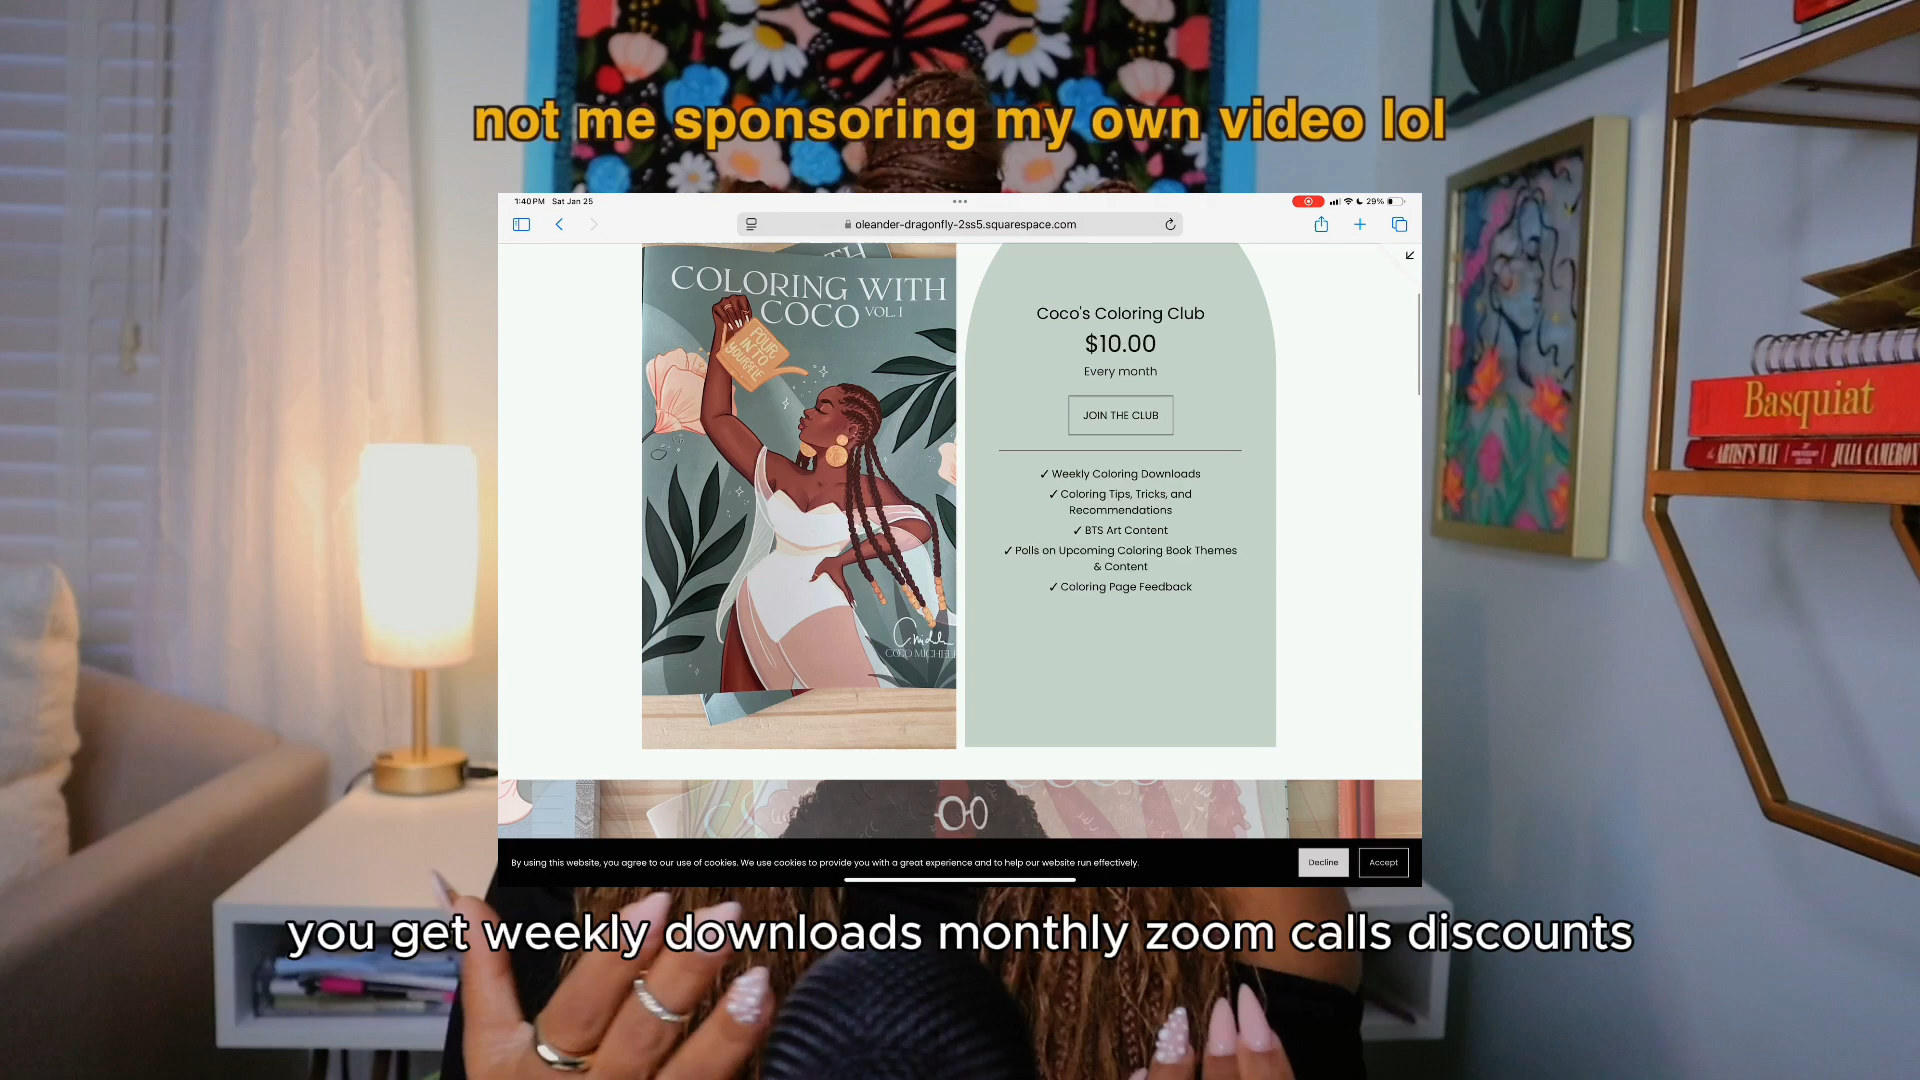 not me sponsoring my own video lol
1:40 PM Sat Jan 25
29%
oleander-dragonfly-2ss5.squarespace.com
COLORING WITH
COCO VOL. I
POUR
INTO
YOURSELF
COCO MICHELE
Coco's Coloring Club
$10.00
Every month
JOIN THE CLUB
✓ Weekly Coloring Downloads
✓ Coloring Tips, Tricks, and
Recommendations
✓ BTS Art Content
✓ Polls on Upcoming Coloring Book Themes
& Content
✓ Coloring Page Feedback
By using this website, you agree to our use of cookies. We use cookies to provide you with a great experience and to help our website run effectively.
Decline
Accept
Basquiat
the ARTIST'S WAY
JULIA CAMERON
you get weekly downloads monthly zoom calls discounts